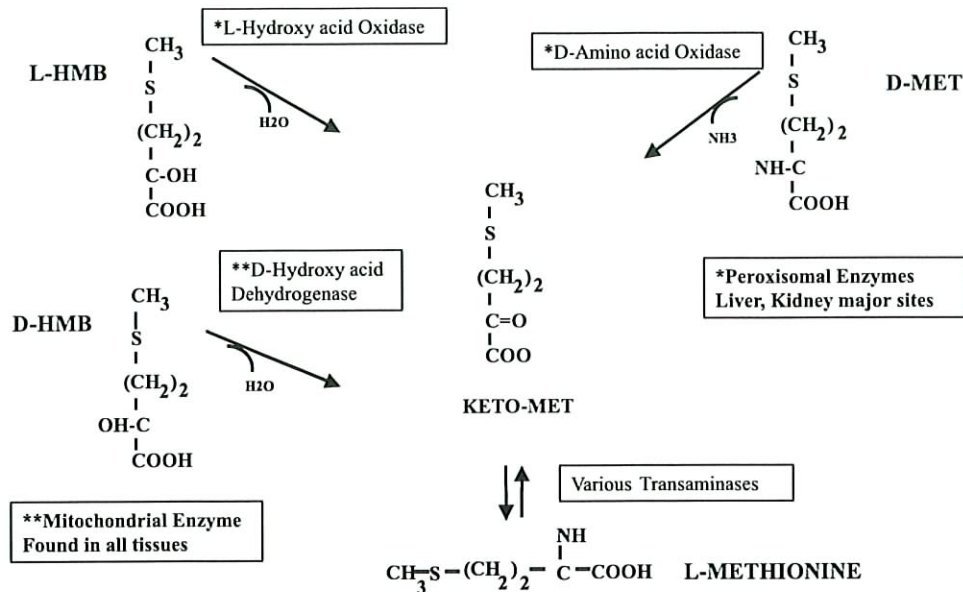 *L-Hydroxy acid Oxidase
L-HMB
CH3
S
(CH2)2
C-OH
COOH
H2O
*D-Amino acid Oxidase
D-MET
CH3
S
(CH2)2
NH-C
COOH
NH3
*Peroxisomal Enzymes
Liver, Kidney major sites
**D-Hydroxy acid
Dehydrogenase
D-HMB
CH3
S
(CH2)2
OH-C
COOH
H2O
**Mitochondrial Enzyme
Found in all tissues
CH3
S
(CH2)2
C=O
COO
KETO-MET
Various Transaminases
NH
CH3-S-(CH2)2-C-COOH
L-METHIONINE